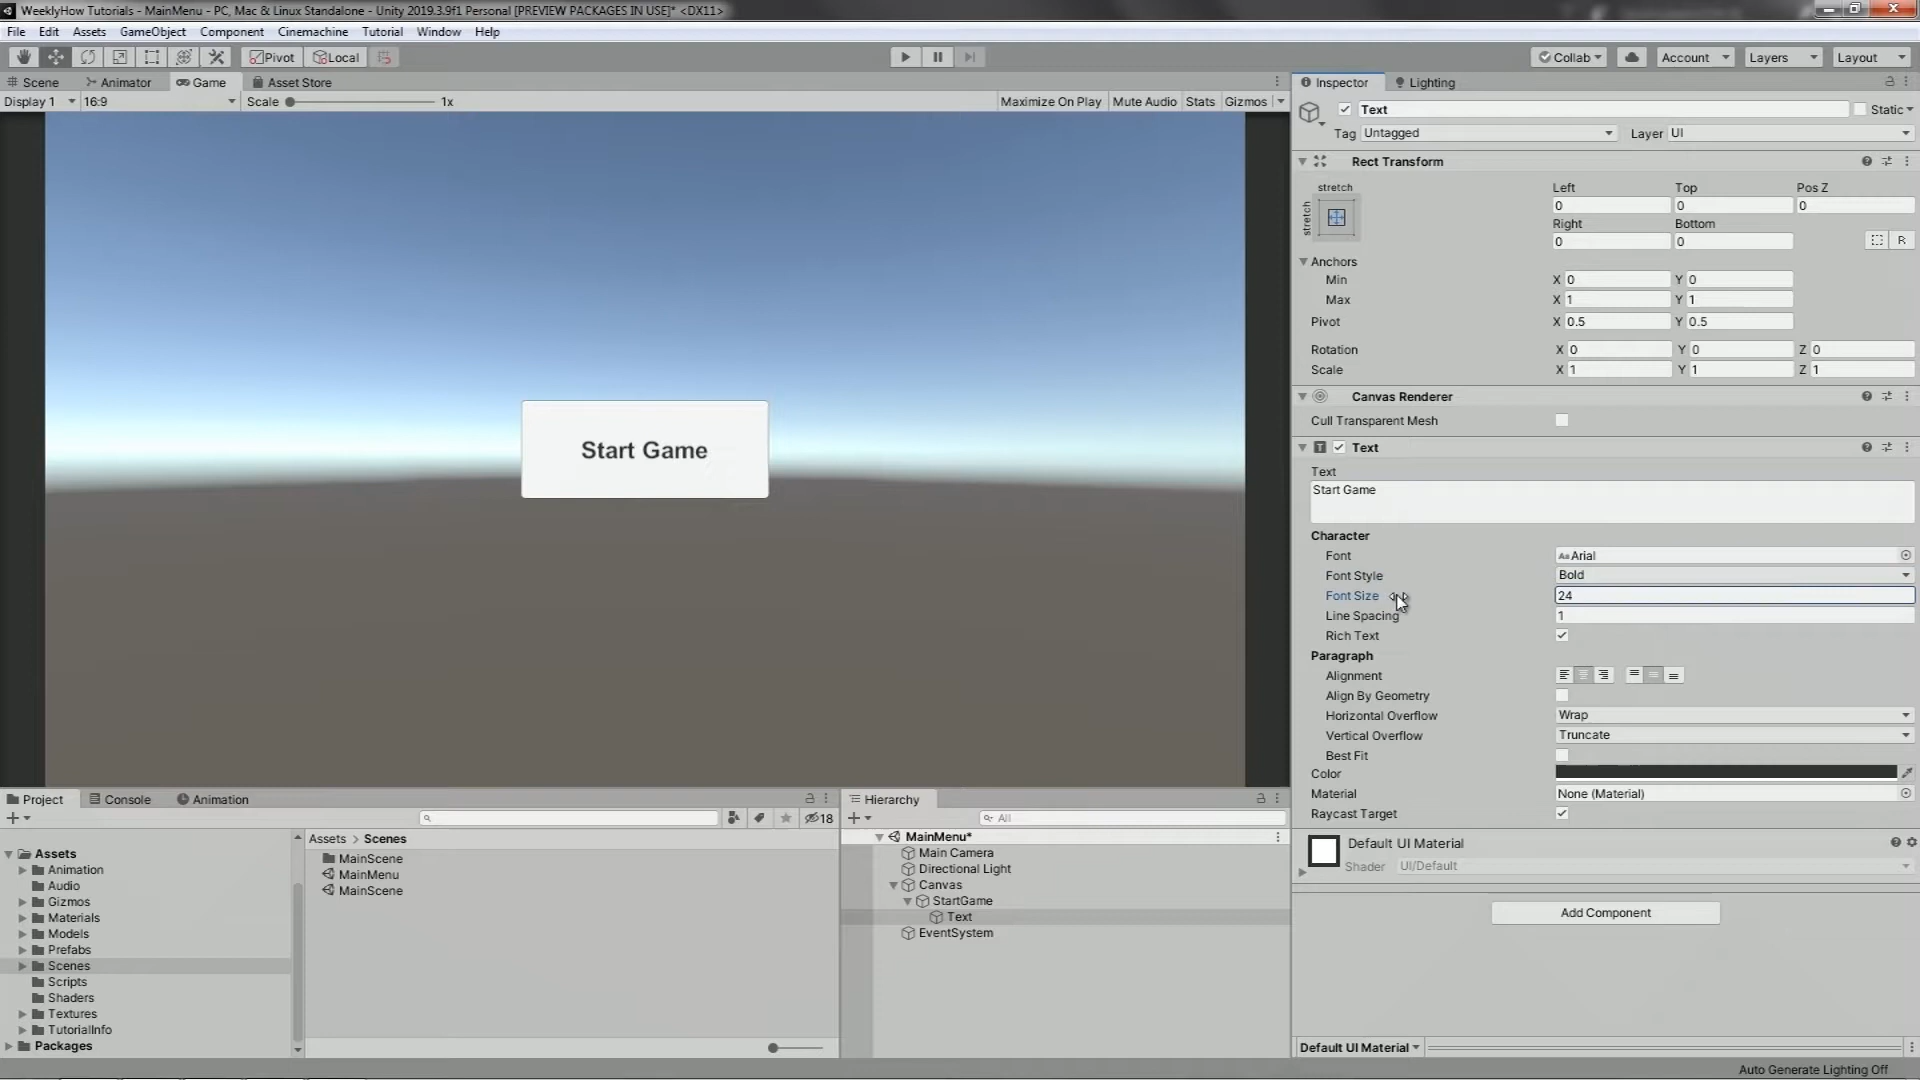 WeeklyHow Tutorials - MainMenu - PC, Mac & Linux Standalone - Unity 2019.3.9f1 Personal [PREVIEW PACKAGES IN USE]* <DX11>
File Edit Assets GameObject Component Cinemachine Tutorial Window Help
Pivot Local Collab Account Layers Layout
Scene Animator Game Asset Store
Display 1 16:9 Scale 1x Maximize On Play Mute Audio Stats Gizmos
Start Game
Inspector Lighting
Text Static
Tag Untagged Layer UI
Rect Transform
stretch Left Top Pos Z
stretch 0 0 0
Right Bottom
0 0 R
Anchors
Min X 0 Y 0
Max X 1 Y 1
Pivot X 0.5 Y 0.5
Rotation X 0 Y 0 Z 0
Scale X 1 Y 1 Z 1
Canvas Renderer
Cull Transparent Mesh
T Text
Text
Start Game
Character
Font Aa Arial
Font Style Bold
Font Size 24
Line Spacing 1
Rich Text
Paragraph
Alignment
Align By Geometry
Horizontal Overflow Wrap
Vertical Overflow Truncate
Best Fit
Color
Material None (Material)
Raycast Target
Default UI Material
Shader UI/Default
Add Component
Default UI Material
Project Console Animation
18
Assets
Animation
Audio
Gizmos
Materials
Models
Prefabs
Scenes
Scripts
Shaders
Textures
TutorialInfo
Packages
Assets > Scenes
MainScene
MainMenu
MainScene
Hierarchy
All
MainMenu*
Main Camera
Directional Light
Canvas
StartGame
Text
EventSystem
Auto Generate Lighting Off